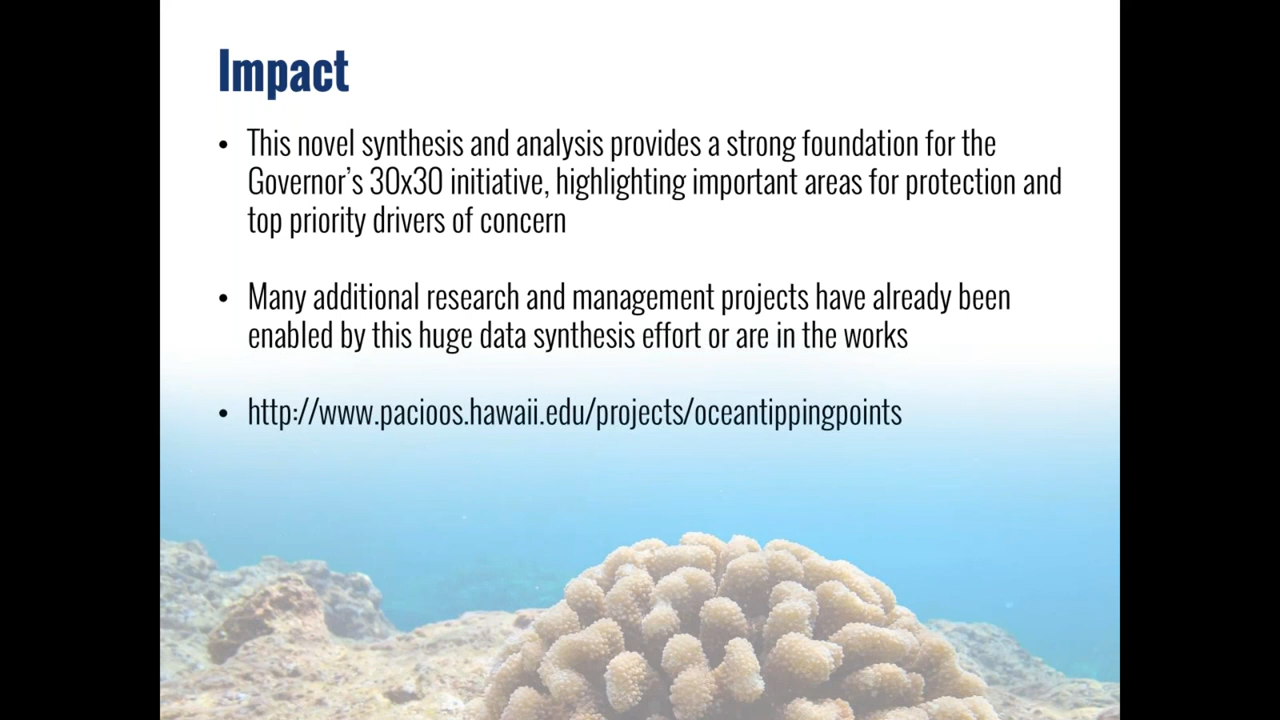 Impact
• This novel synthesis and analysis provides a strong foundation for the
Governor’s 30x30 initiative, highlighting important areas for protection and
top priority drivers of concern
• Many additional research and management projects have already been
enabled by this huge data synthesis effort or are in the works
• http://www.pacioos.hawaii.edu/projects/oceantippingpoints